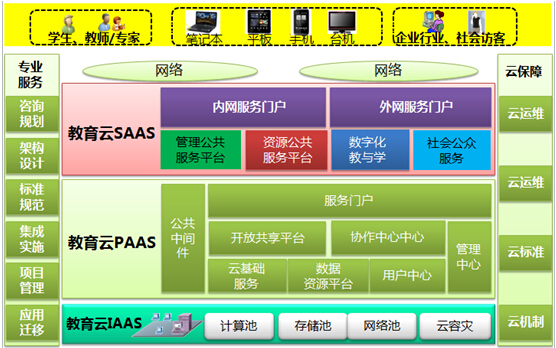 学生、教师/专家
笔记本 平板 手机 台机
企业行业、社会访客
专业
服务
咨询
规划
架构
设计
标准
规范
集成
实施
项目
管理
应用
迁移
网络
网络
教育云SAAS
内网服务门户
外网服务门户
管理公共
服务平台
资源公共
服务平台
数字化
教与学
社会公众
服务
教育云PAAS
公共
中间
件
服务门户
开放共享平台
协作中心中心
云基础
服务
数据
资源平台
用户中心
管理
中心
教育云IAAS
计算池
存储池
网络池
云容灾
云保障
云运维
云运维
云标准
云机制